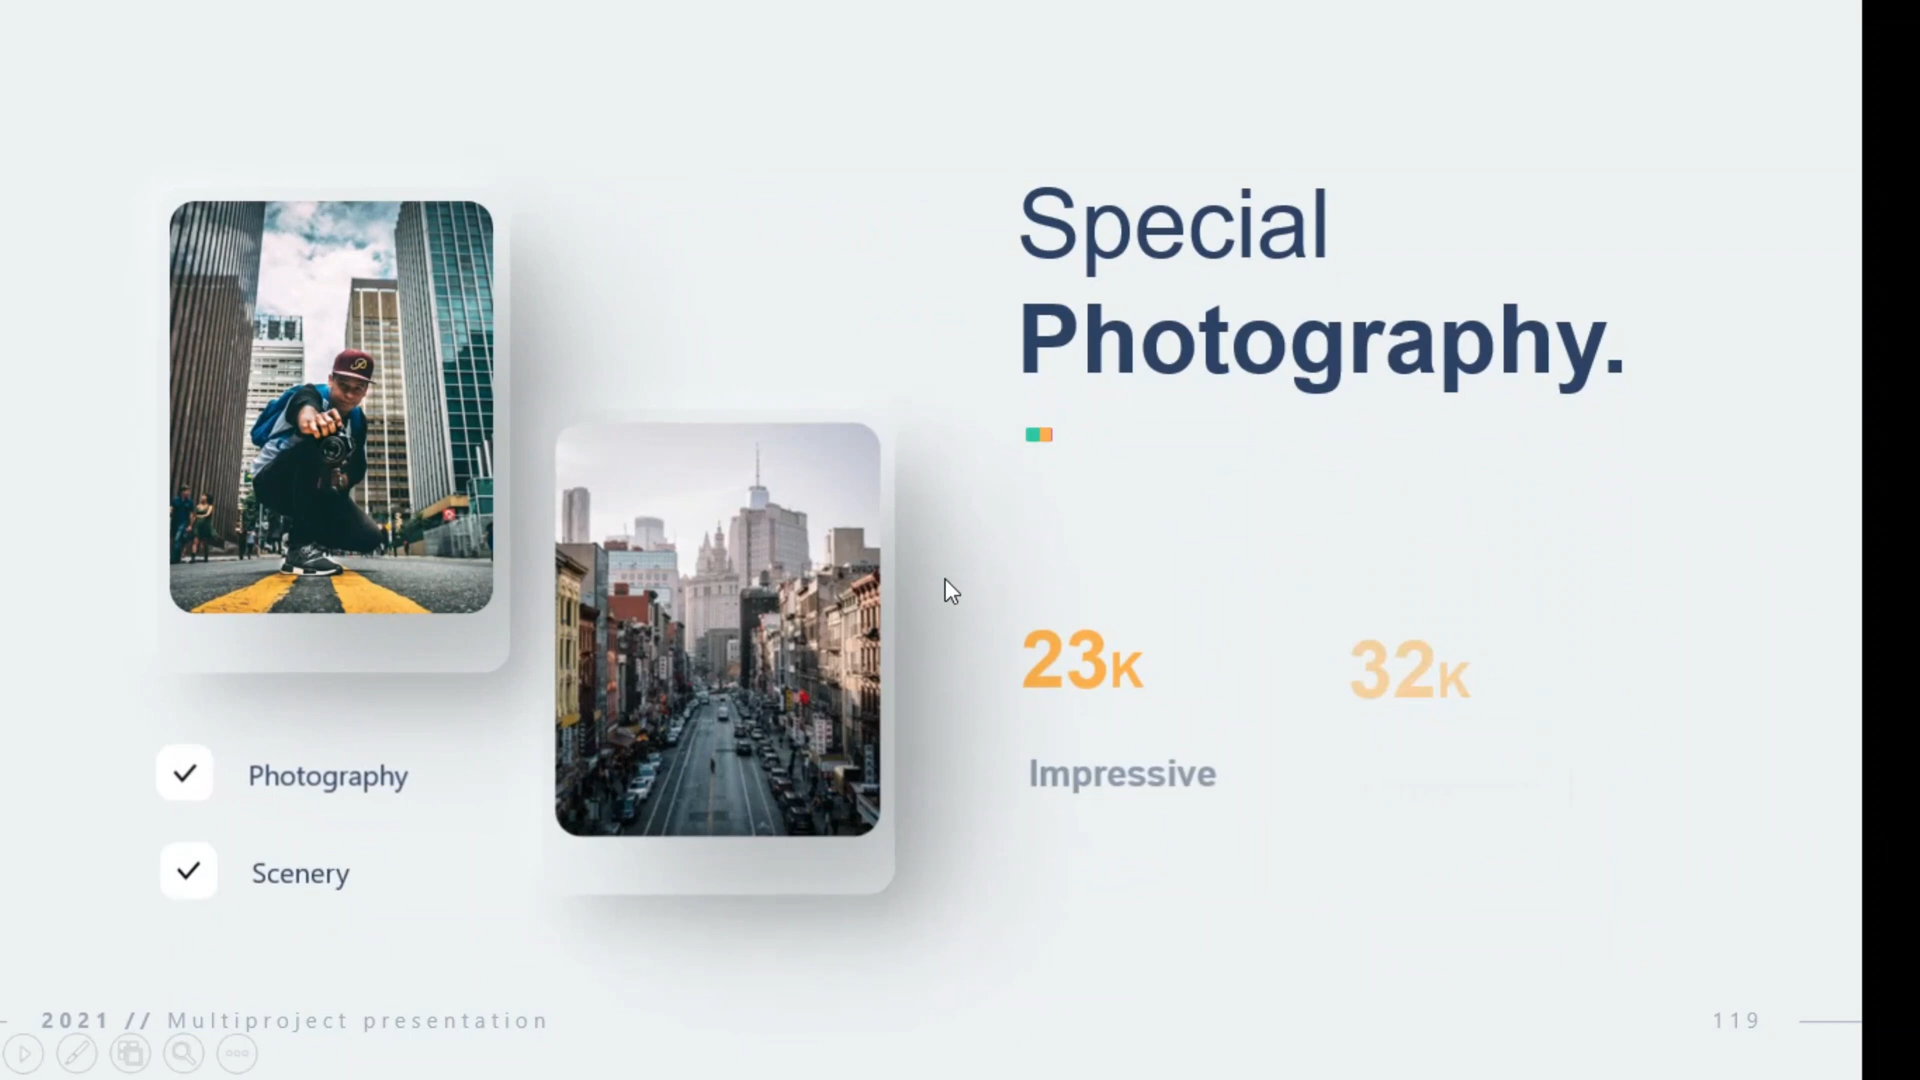 Special
Photography.
23K
32K
Impressive
Photography
Scenery
2021 // Multiproject presentation
119